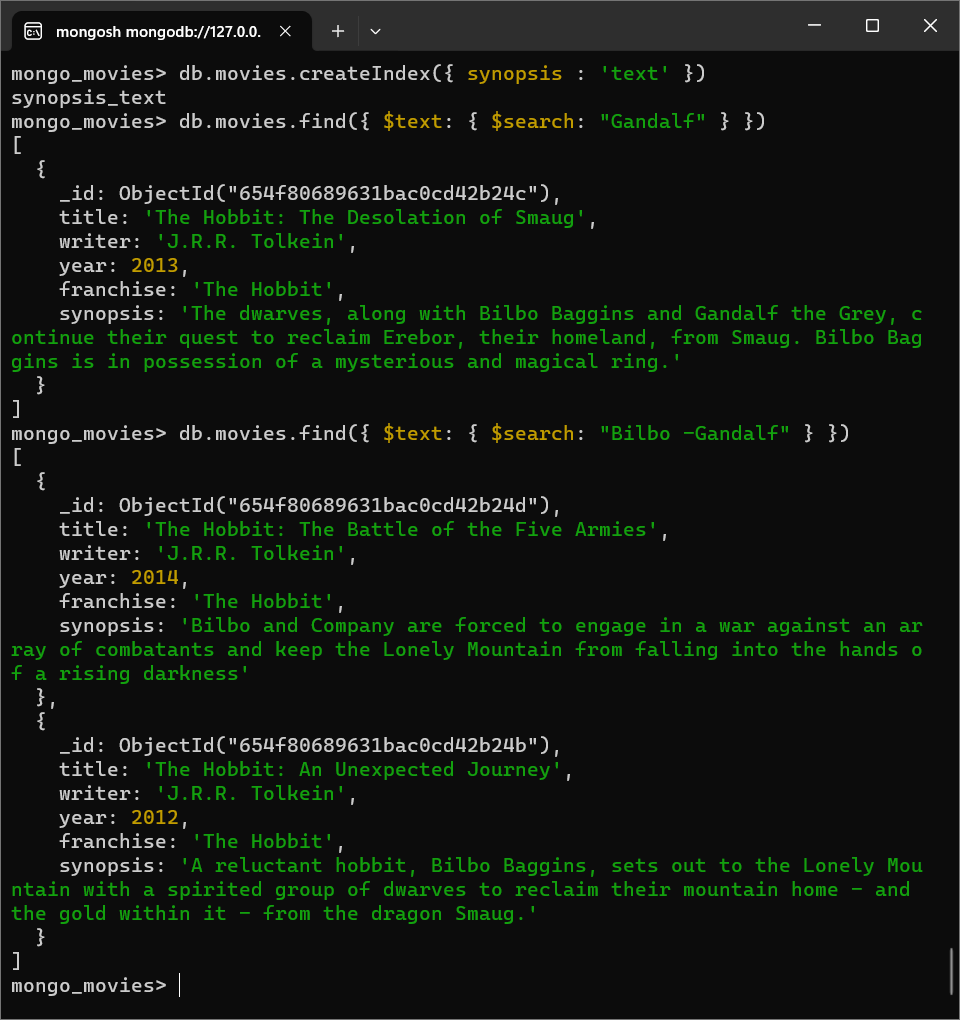 mongosh mongodb://127.0.0.
mongo_movies> db.movies.createIndex({ synopsis : 'text' })
synopsis_text
mongo_movies> db.movies.find({ $text: { $search: "Gandalf" } })
[
  {
    _id: ObjectId("654f80689631bac0cd42b24c"),
    title: 'The Hobbit: The Desolation of Smaug',
    writer: 'J.R.R. Tolkein',
    year: 2013,
    franchise: 'The Hobbit',
    synopsis: 'The dwarves, along with Bilbo Baggins and Gandalf the Grey, c
ontinue their quest to reclaim Erebor, their homeland, from Smaug. Bilbo Bag
gins is in possession of a mysterious and magical ring.'
  }
]
mongo_movies> db.movies.find({ $text: { $search: "Bilbo -Gandalf" } })
[
  {
    _id: ObjectId("654f80689631bac0cd42b24d"),
    title: 'The Hobbit: The Battle of the Five Armies',
    writer: 'J.R.R. Tolkein',
    year: 2014,
    franchise: 'The Hobbit',
    synopsis: 'Bilbo and Company are forced to engage in a war against an ar
ray of combatants and keep the Lonely Mountain from falling into the hands o
f a rising darkness'
  },
  {
    _id: ObjectId("654f80689631bac0cd42b24b"),
    title: 'The Hobbit: An Unexpected Journey',
    writer: 'J.R.R. Tolkein',
    year: 2012,
    franchise: 'The Hobbit',
    synopsis: 'A reluctant hobbit, Bilbo Baggins, sets out to the Lonely Mou
ntain with a spirited group of dwarves to reclaim their mountain home - and
the gold within it - from the dragon Smaug.'
  }
]
mongo_movies>